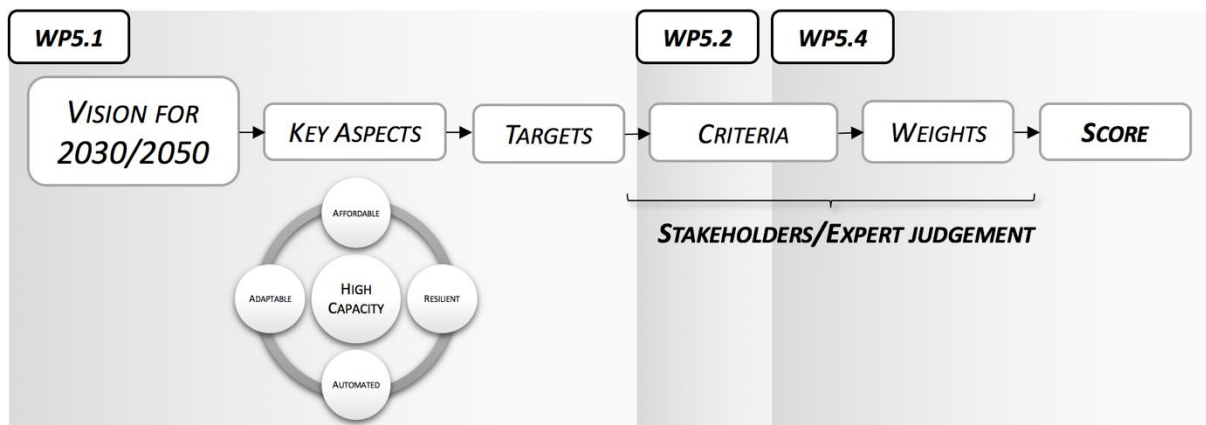 WP5.1
WP5.2
WP5.4
VISION FOR
2030/2050
KEY ASPECTS
TARGETS
CRITERIA
WEIGHTS
SCORE
STAKEHOLDERS/EXPERT JUDGEMENT
AFFORDABLE
ADAPTABLE
HIGH
CAPACITY
RESILIENT
AUTOMATED